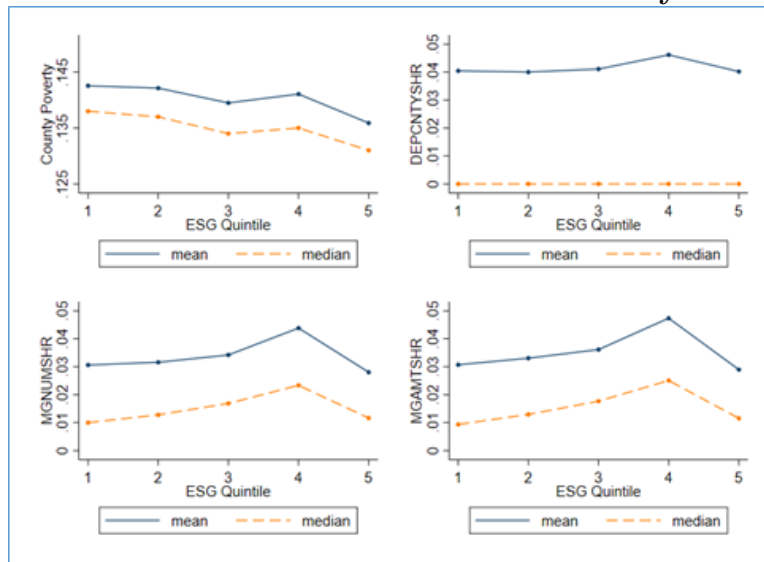 County Poverty
.145
.135
.125
1 2 3 4 5
ESG Quintile
mean median
DEPCNTYSHR
.05
.04
.03
.02
.01
0
1 2 3 4 5
ESG Quintile
mean median
MGNUMSHR
.05
.04
.03
.02
.01
0
1 2 3 4 5
ESG Quintile
mean median
MGAMTSHR
.05
.04
.03
.02
.01
0
1 2 3 4 5
ESG Quintile
mean median